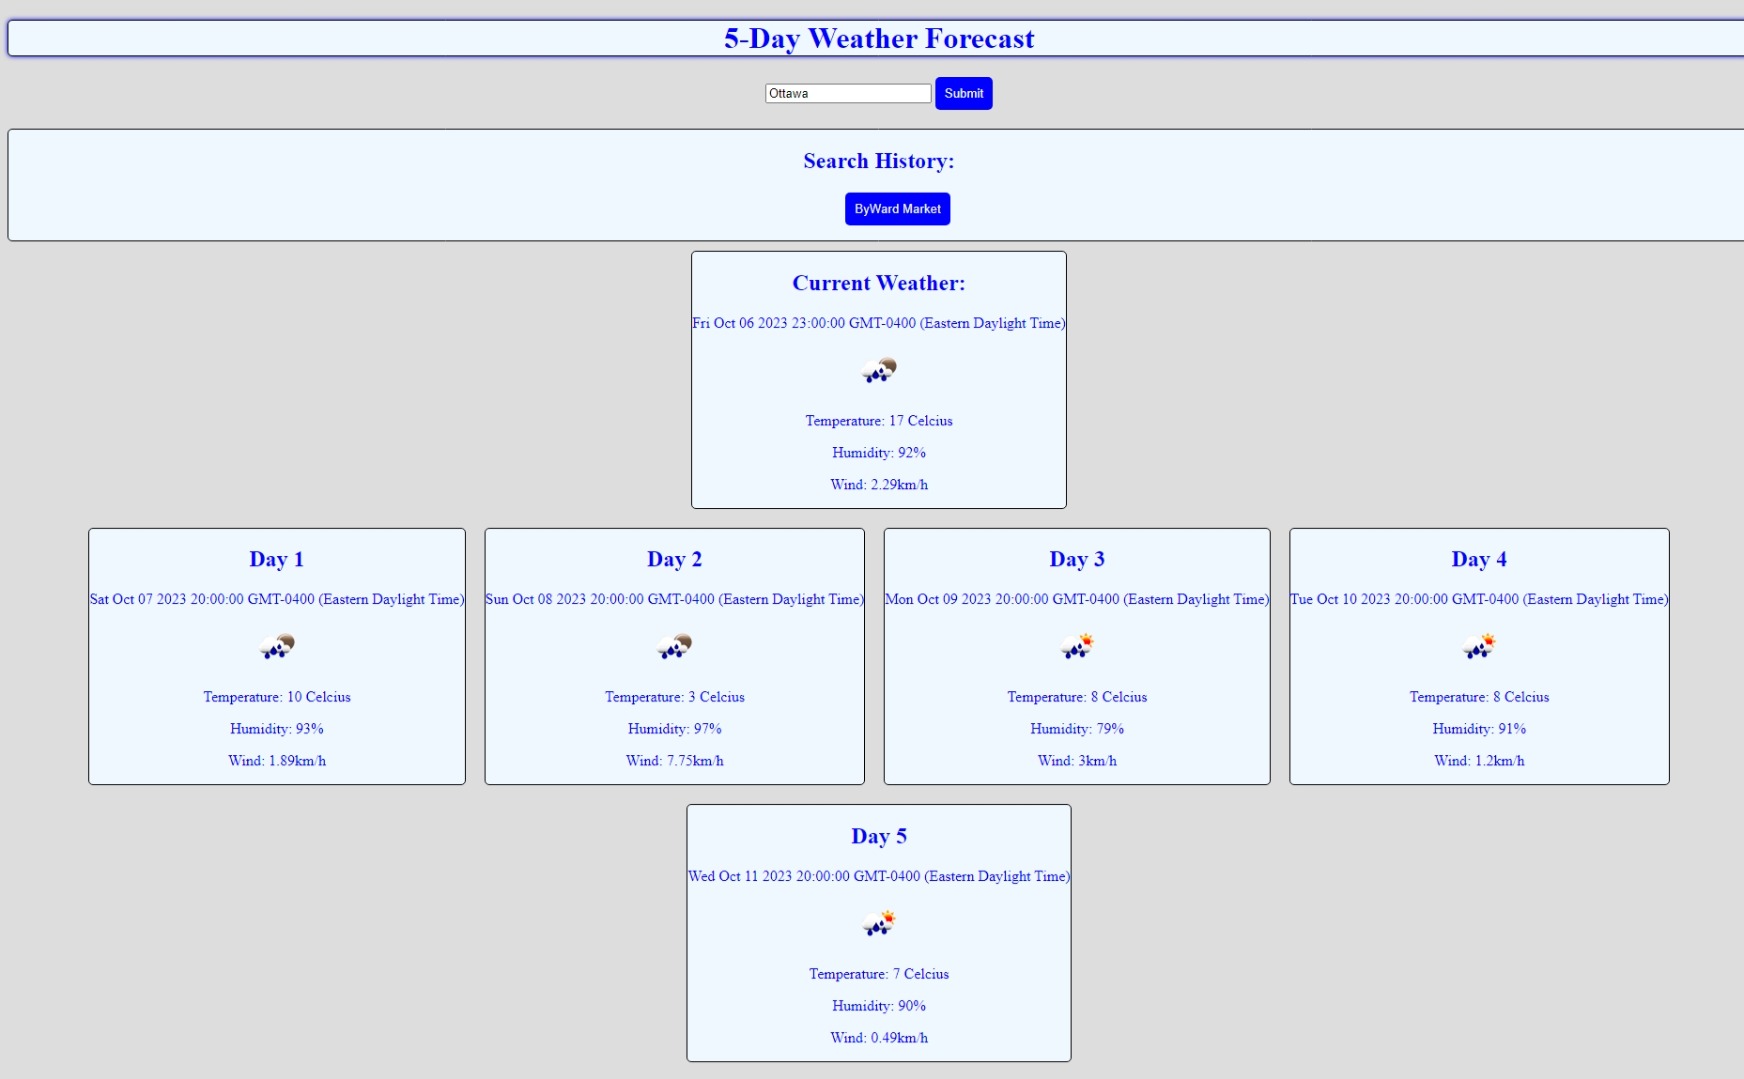 5-Day Weather Forecast
Ottawa Submit
Search History:
ByWard Market
Current Weather:
Fri Oct 06 2023 23:00:00 GMT-0400 (Eastern Daylight Time)
Temperature: 17 Celcius
Humidity: 92%
Wind: 2.29km/h
Day 1
Sat Oct 07 2023 20:00:00 GMT-0400 (Eastern Daylight Time)
Temperature: 10 Celcius
Humidity: 93%
Wind: 1.89km/h
Day 2
Sun Oct 08 2023 20:00:00 GMT-0400 (Eastern Daylight Time)
Temperature: 3 Celcius
Humidity: 97%
Wind: 7.75km/h
Day 3
Mon Oct 09 2023 20:00:00 GMT-0400 (Eastern Daylight Time)
Temperature: 8 Celcius
Humidity: 79%
Wind: 3km/h
Day 4
Tue Oct 10 2023 20:00:00 GMT-0400 (Eastern Daylight Time)
Temperature: 8 Celcius
Humidity: 91%
Wind: 1.2km/h
Day 5
Wed Oct 11 2023 20:00:00 GMT-0400 (Eastern Daylight Time)
Temperature: 7 Celcius
Humidity: 90%
Wind: 0.49km/h